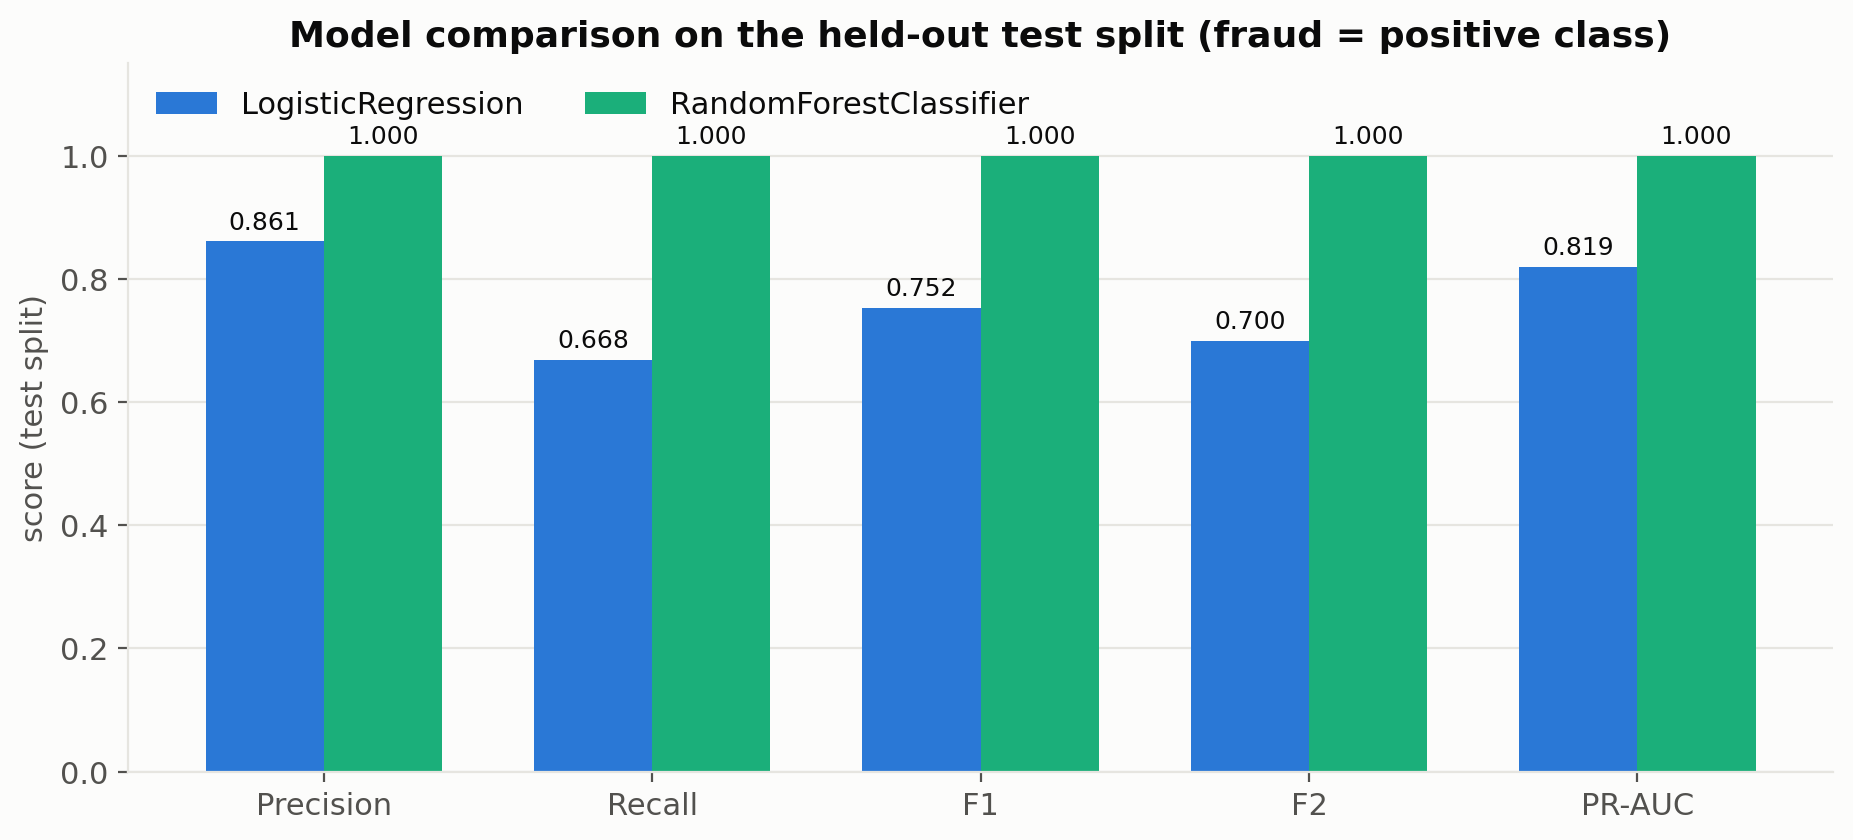 Model comparison on the held-out test split (fraud = positive class)
LogisticRegression RandomForestClassifier
1.000 1.000 1.000 1.000 1.000
1.0
0.861
0.819
0.8
0.752
0.700
0.668
0.6
0.4
0.2
0.0
score (test split)
Precision Recall F1 F2 PR-AUC